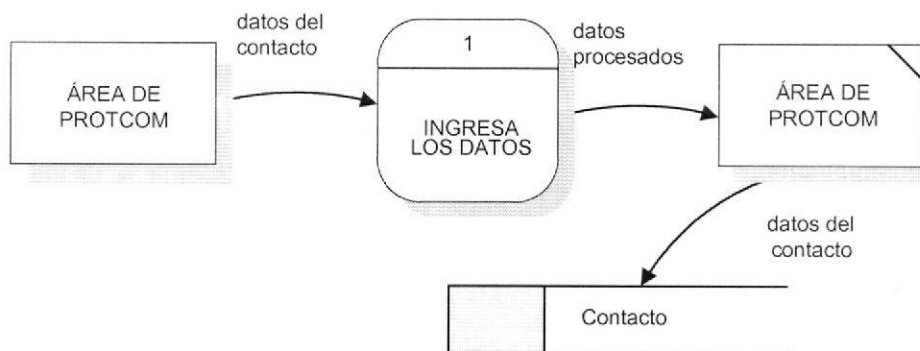 datos del
contacto
1
datos
procesados
ÁREA DE
PROTCOM
INGRESA
LOS DATOS
ÁREA DE
PROTCOM
datos del
contacto
Contacto